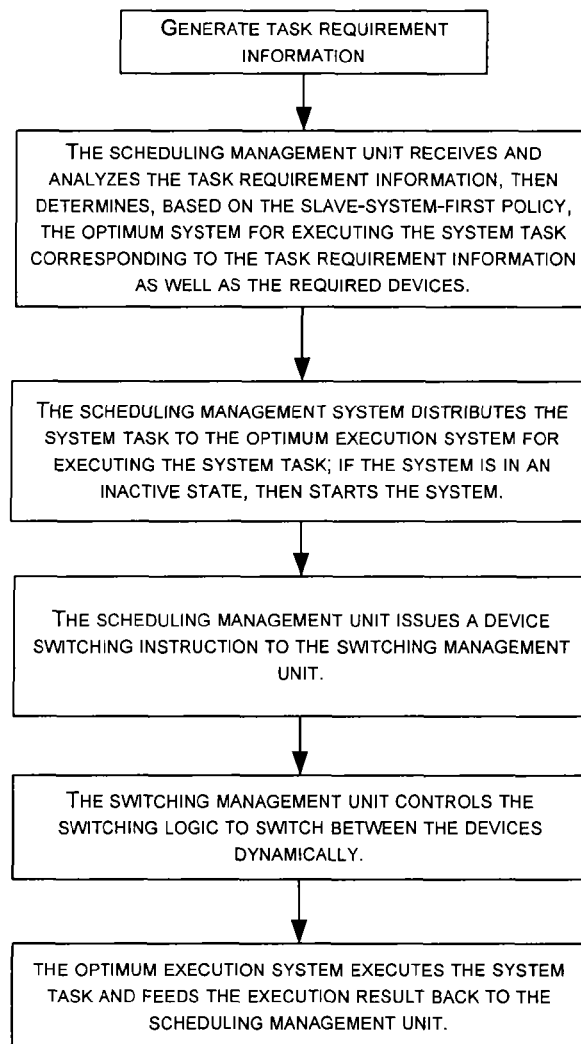 GENERATE TASK REQUIREMENT
INFORMATION
THE SCHEDULING MANAGEMENT UNIT RECEIVES AND
ANALYZES THE TASK REQUIREMENT INFORMATION, THEN
DETERMINES, BASED ON THE SLAVE-SYSTEM-FIRST POLICY,
THE OPTIMUM SYSTEM FOR EXECUTING THE SYSTEM TASK
CORRESPONDING TO THE TASK REQUIREMENT INFORMATION
AS WELL AS THE REQUIRED DEVICES.
THE SCHEDULING MANAGEMENT SYSTEM DISTRIBUTES THE
SYSTEM TASK TO THE OPTIMUM EXECUTION SYSTEM FOR
EXECUTING THE SYSTEM TASK; IF THE SYSTEM IS IN AN
INACTIVE STATE, THEN STARTS THE SYSTEM.
THE SCHEDULING MANAGEMENT UNIT ISSUES A DEVICE
SWITCHING INSTRUCTION TO THE SWITCHING MANAGEMENT
UNIT.
THE SWITCHING MANAGEMENT UNIT CONTROLS THE
SWITCHING LOGIC TO SWITCH BETWEEN THE DEVICES
DYNAMICALLY.
THE OPTIMUM EXECUTION SYSTEM EXECUTES THE SYSTEM
TASK AND FEEDS THE EXECUTION RESULT BACK TO THE
SCHEDULING MANAGEMENT UNIT.